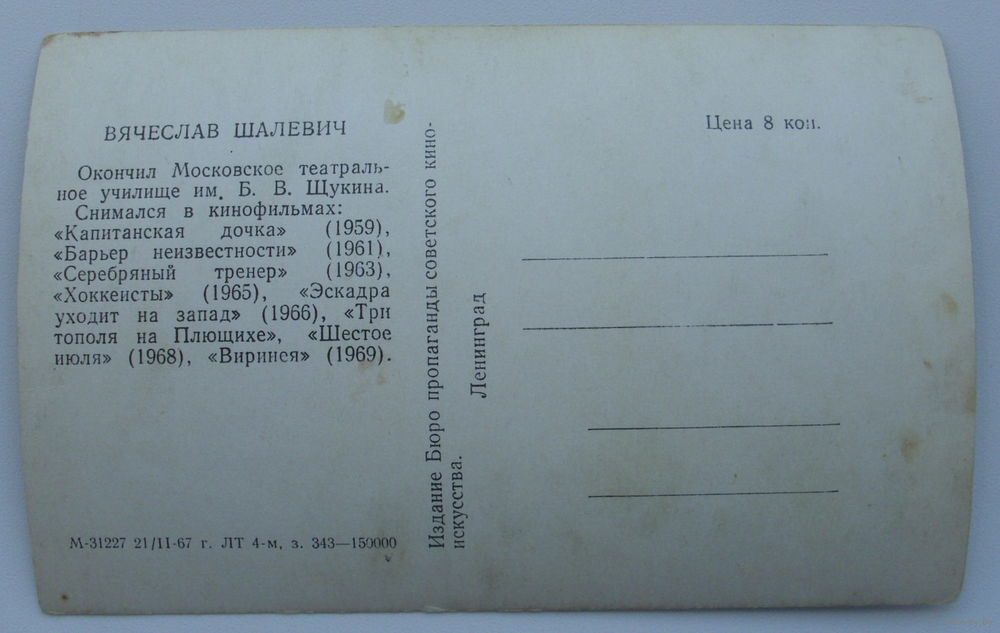 ВЯЧЕСЛАВ ШАЛЕВИЧ
Окончил Московское театраль-
ное училище им. Б. В. Щукина.
Снимался в кинофильмах:
«Капитанская дочка» (1959),
«Барьер неизвестности» (1961),
«Серебряный тренер» (1963),
«Хоккеисты» (1965), «Эскадра
уходит на запад» (1966), «Три
тополя на Плющихе», «Шестое
июля» (1968), «Виринея» (1969).
М-31227 21/II-67 г. ЛТ 4-м, з. 343—150000
Издание Бюро пропаганды советского кино-
искусства.
Ленинград
Цена 8 коп.